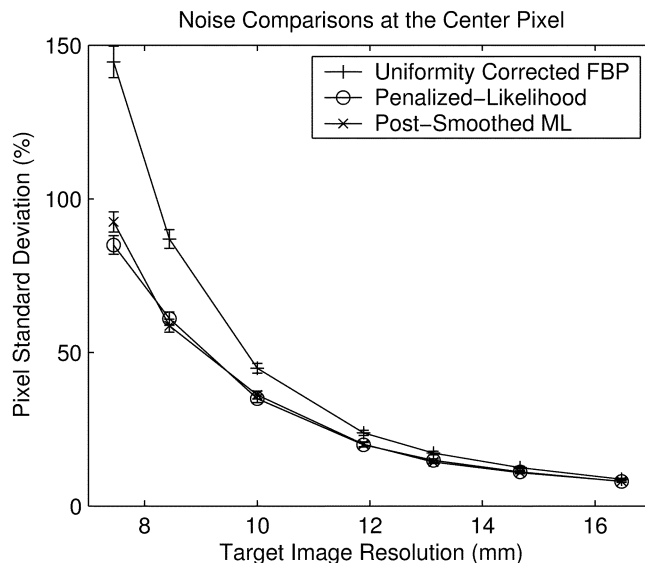 Noise Comparisons at the Center Pixel
Uniformity Corrected FBP
Penalized−Likelihood
Post−Smoothed ML
Pixel Standard Deviation (%)
150
100
50
0
8 10 12 14 16
Target Image Resolution (mm)